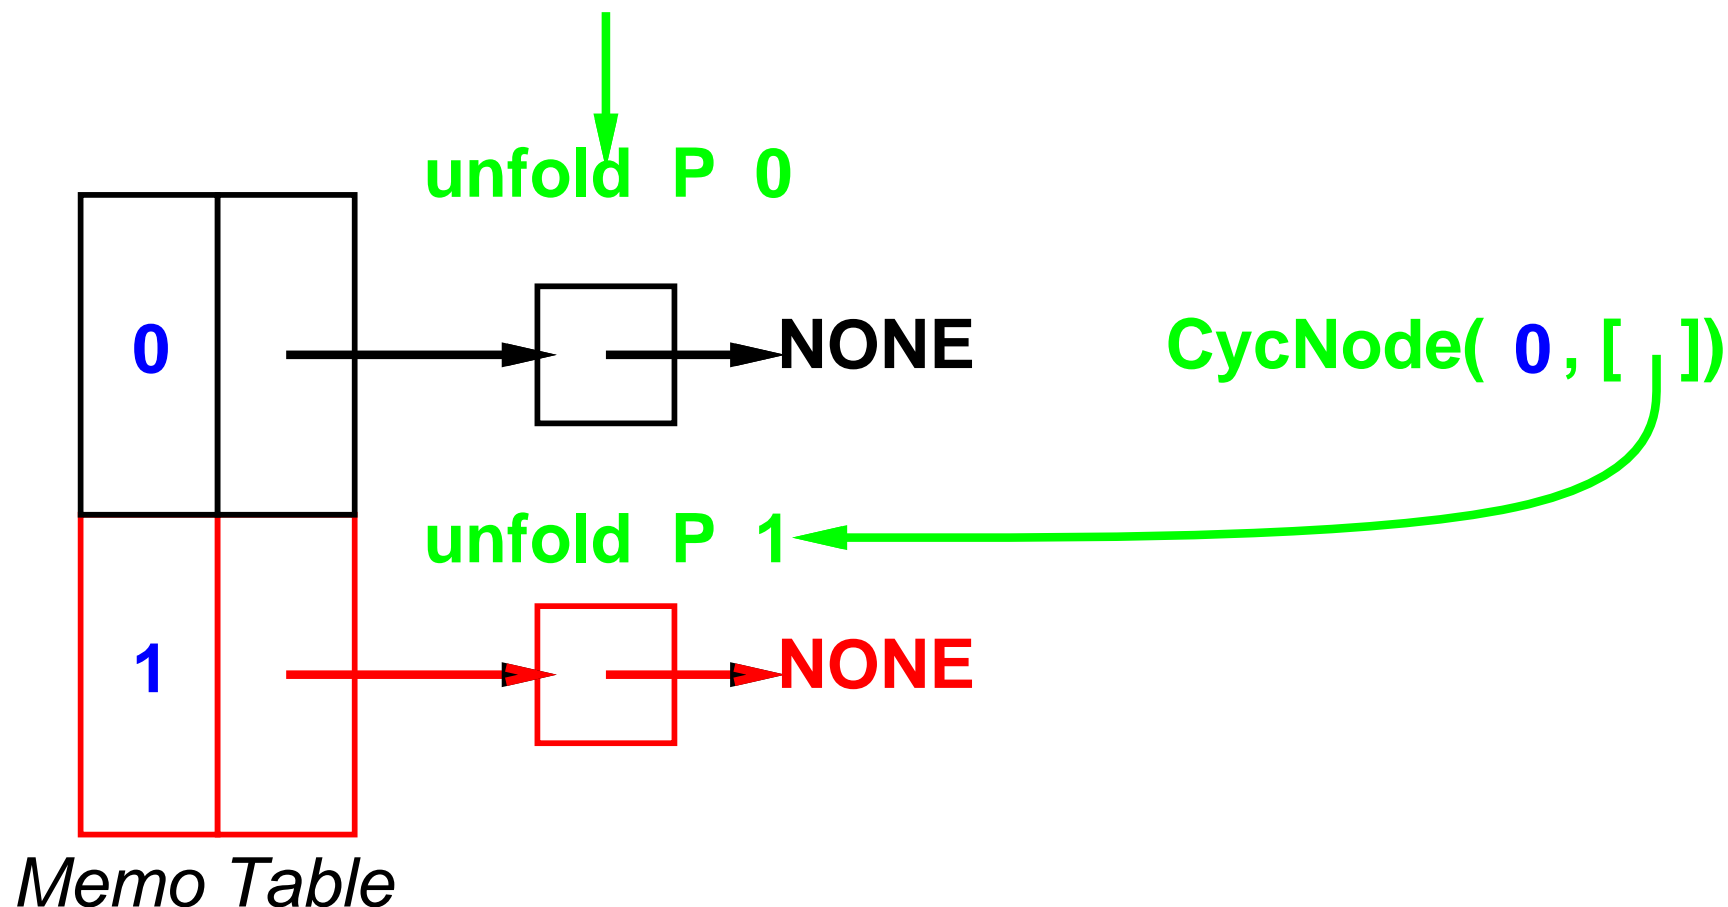 unfold P 0
0 NONE CycNode( 0 , [ ])
unfold P 1
1 NONE
Memo Table